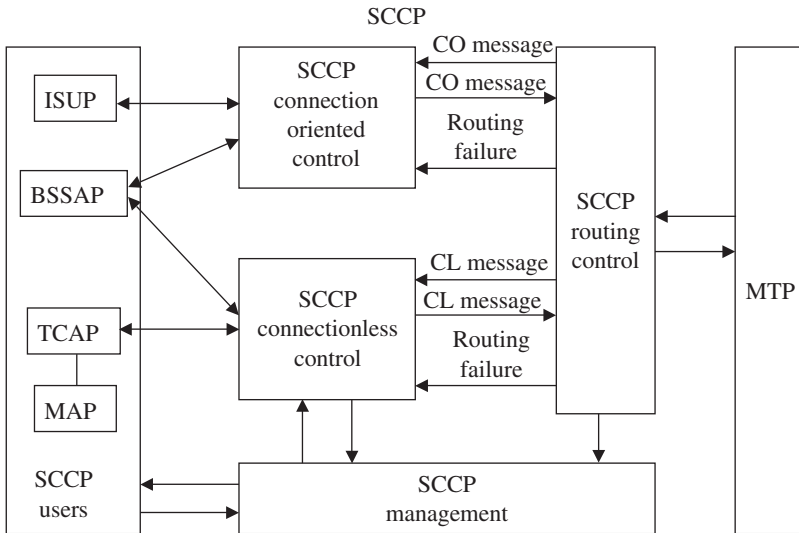 SCCP
ISUP
BSSAP
TCAP
MAP
SCCP
users
SCCP
connection
oriented
control
CO message
CO message
Routing
failure
SCCP
connectionless
control
CL message
CL message
Routing
failure
SCCP
routing
control
MTP
SCCP
management